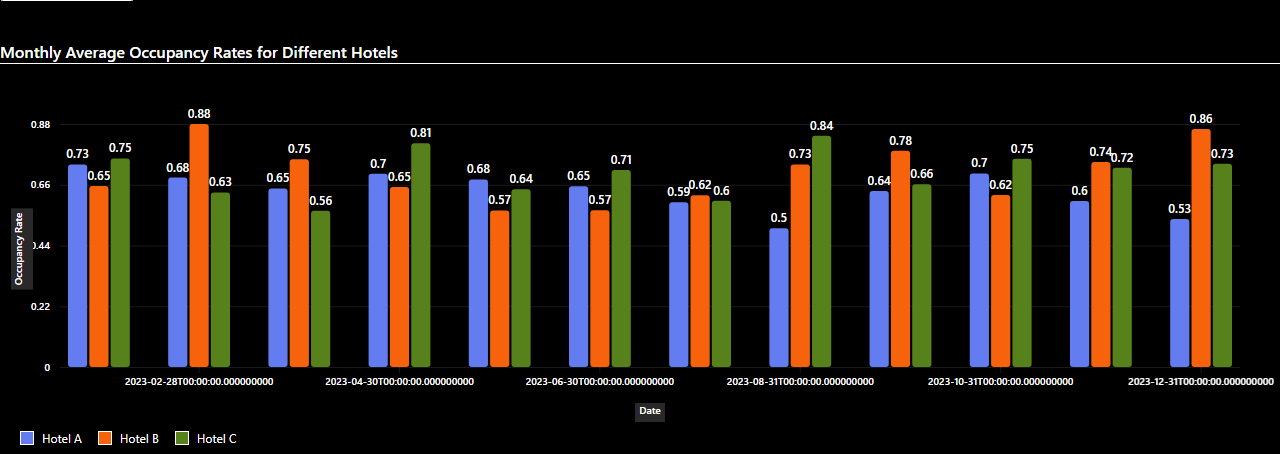 Monthly Average Occupancy Rates for Different Hotels
0.88
0.66
0.44
0.22
0
Occupancy Rate
0.73 0.65 0.75
0.68 0.88 0.63
0.65 0.75 0.56
0.7 0.65 0.81
0.68 0.57 0.64
0.65 0.57 0.71
0.59 0.62 0.6
0.5 0.73 0.84
0.64 0.78 0.66
0.7 0.62 0.75
0.6 0.74 0.72
0.53 0.86 0.73
2023-02-28T00:00:00.000000000 2023-04-30T00:00:00.000000000 2023-06-30T00:00:00.000000000 2023-08-31T00:00:00.000000000 2023-10-31T00:00:00.000000000 2023-12-31T00:00:00.000000000
Date
Hotel A Hotel B Hotel C